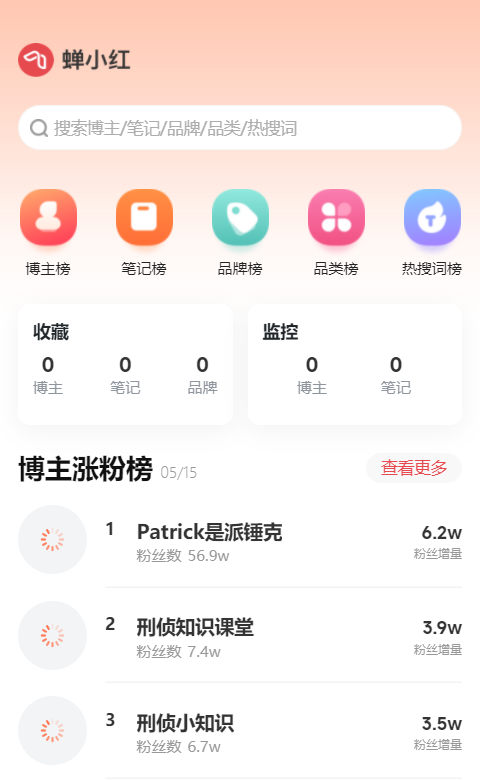 蝉小红
搜索博主/笔记/品牌/品类/热搜词
博主榜 笔记榜 品牌榜 品类榜 热搜词榜
收藏 监控
0 0 0 0 0
博主 笔记 品牌 博主 笔记
博主涨粉榜 05/15 查看更多
1 Patrick是派锤克 6.2w
粉丝数 56.9w 粉丝增量
2 刑侦知识课堂 3.9w
粉丝数 7.4w 粉丝增量
3 刑侦小知识 3.5w
粉丝数 6.7w 粉丝增量